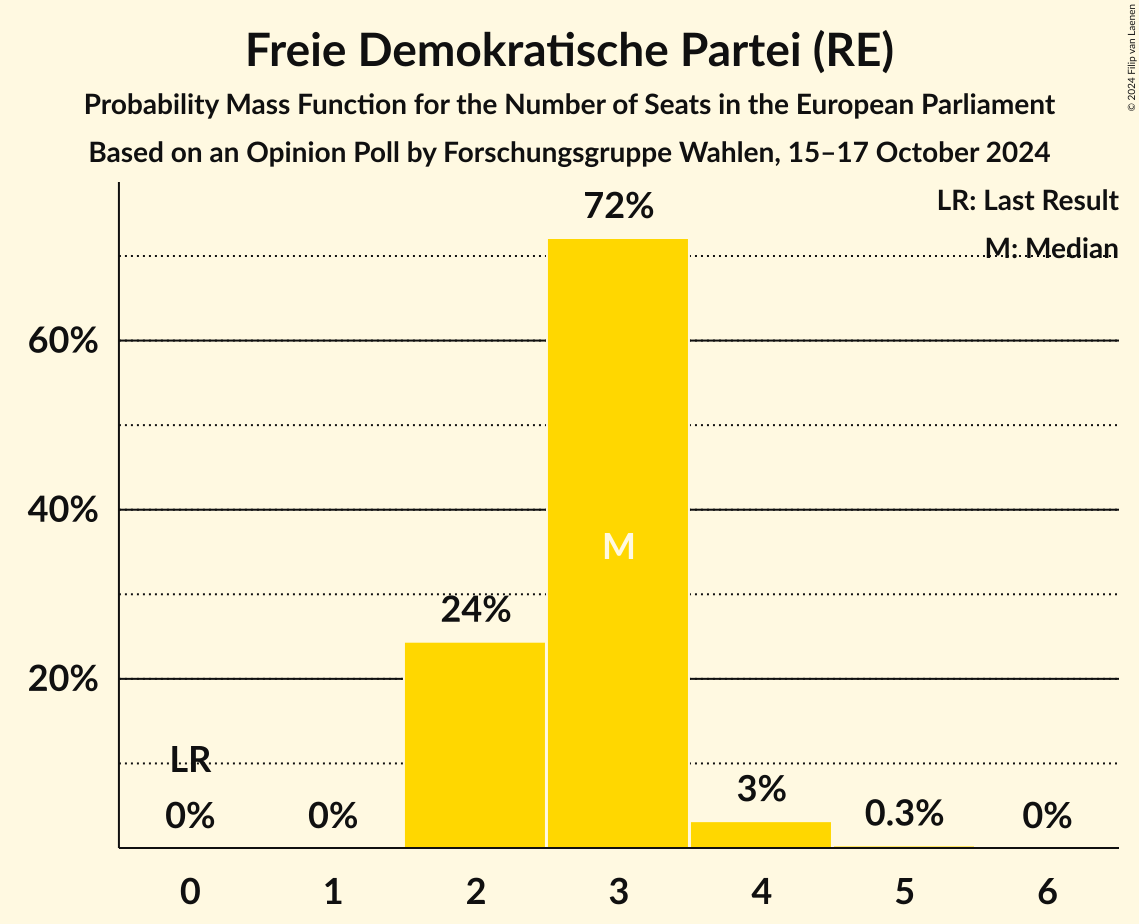 Freie Demokratische Partei (RE)
Probability Mass Function for the Number of Seats in the European Parliament
Based on an Opinion Poll by Forschungsgruppe Wahlen, 15–17 October 2024
© 2024 Filip van Laenen
LR: Last Result
M: Median
72%
60%
40%
M
24%
20%
LR
0%
0%
3%
0.3%
0%
0 1 2 3 4 5 6